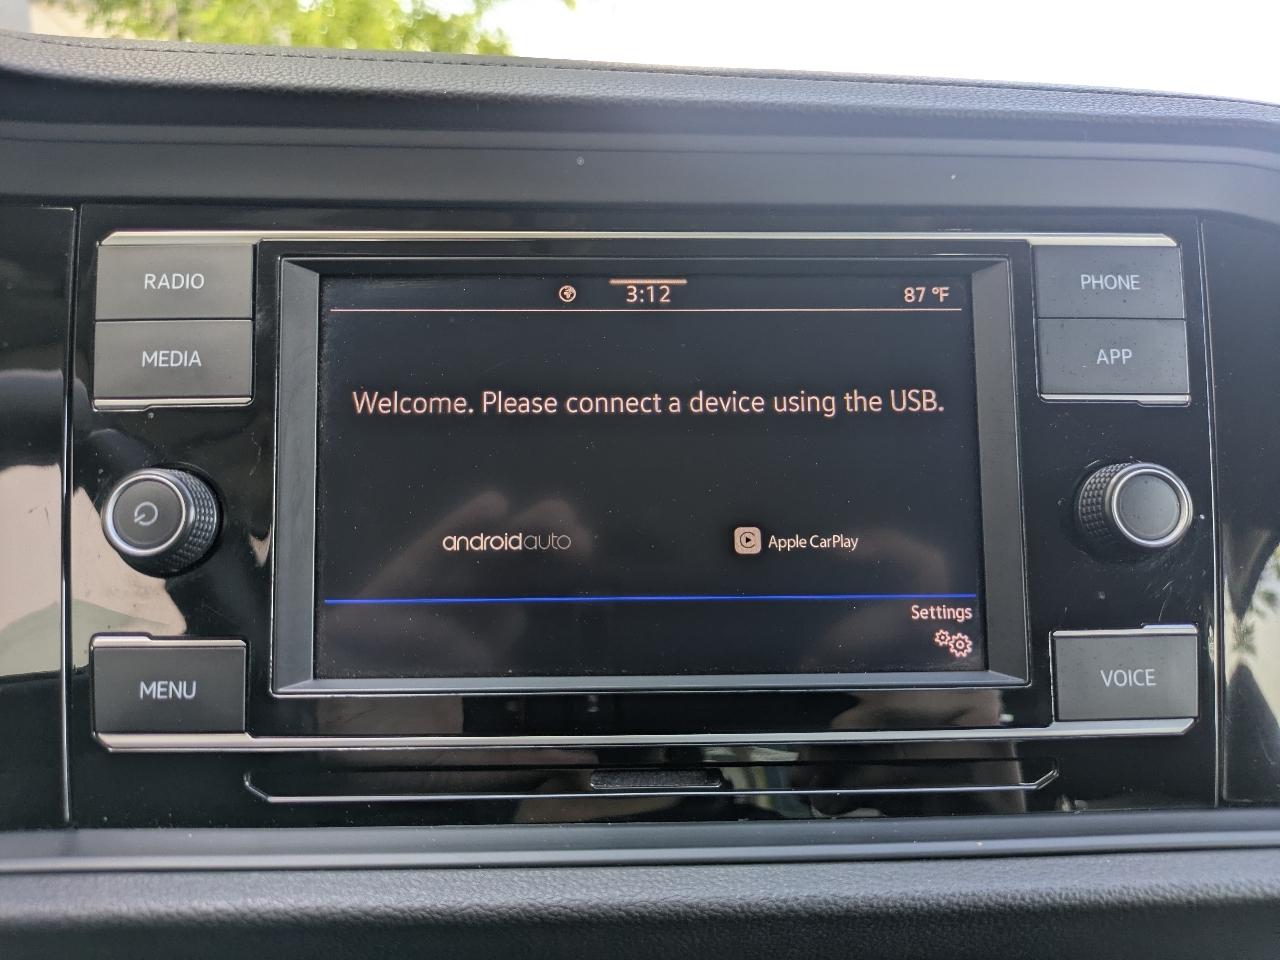 RADIO
MEDIA
MENU
3:12
87 °F
Welcome. Please connect a device using the USB.
androidauto
Apple CarPlay
Settings
PHONE
APP
VOICE